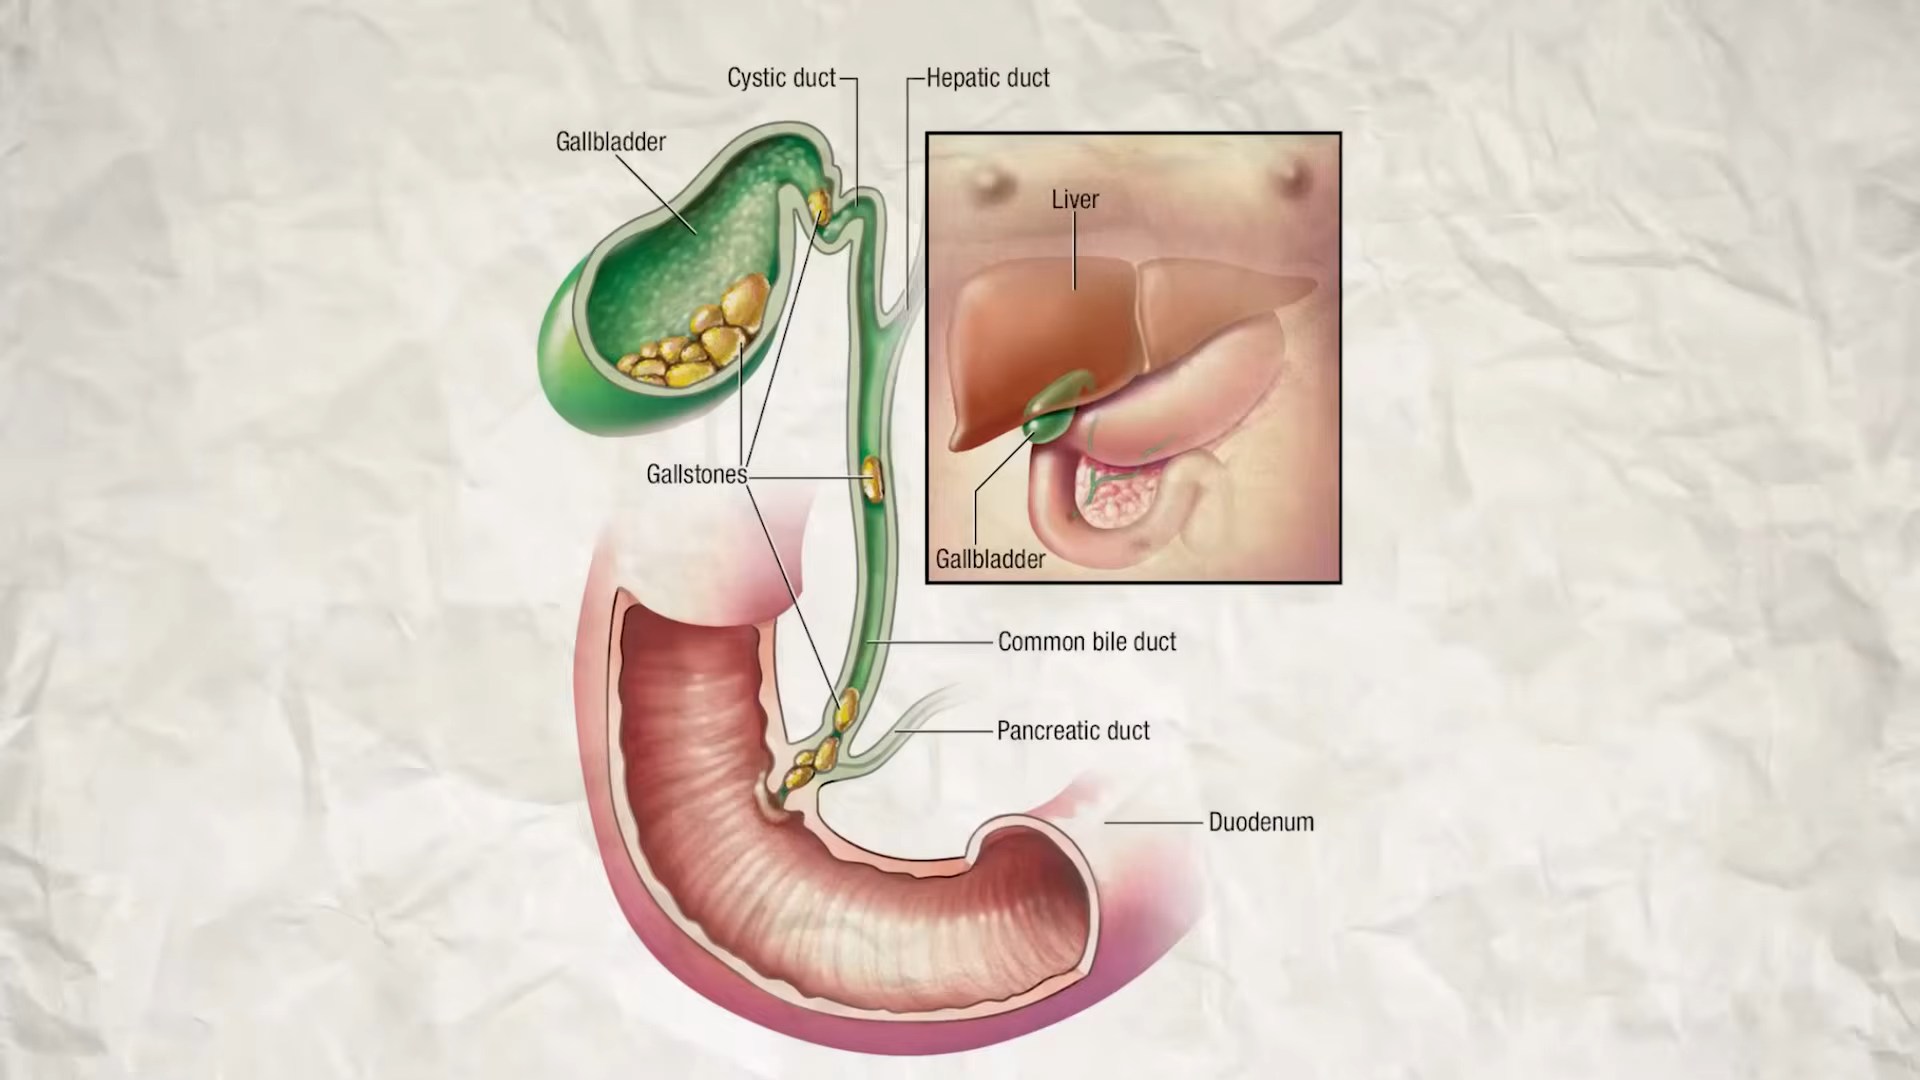 Cystic duct
Hepatic duct
Gallbladder
Liver
Gallstones
Gallbladder
Common bile duct
Pancreatic duct
Duodenum